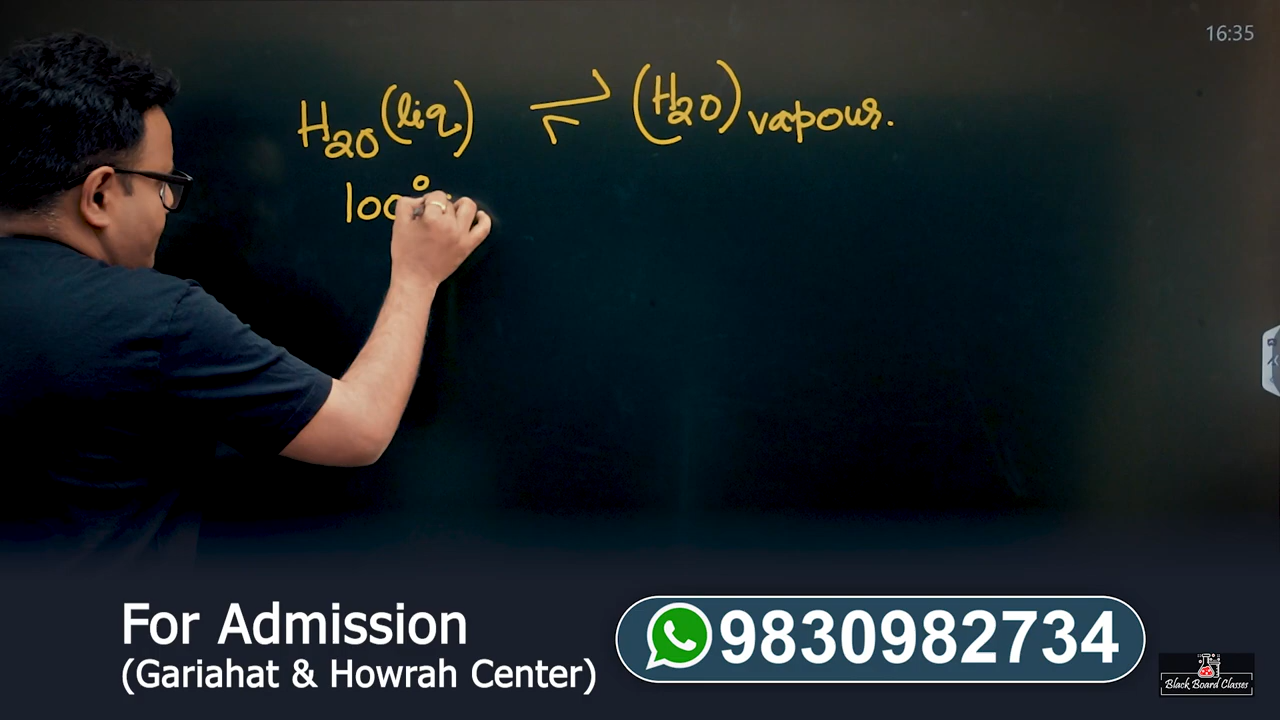 16:35
H₂O (liq) ⇌ (H₂O) vapour.
100°
For Admission
(Gariahat & Howrah Center)
9830982734
Black Board Classes